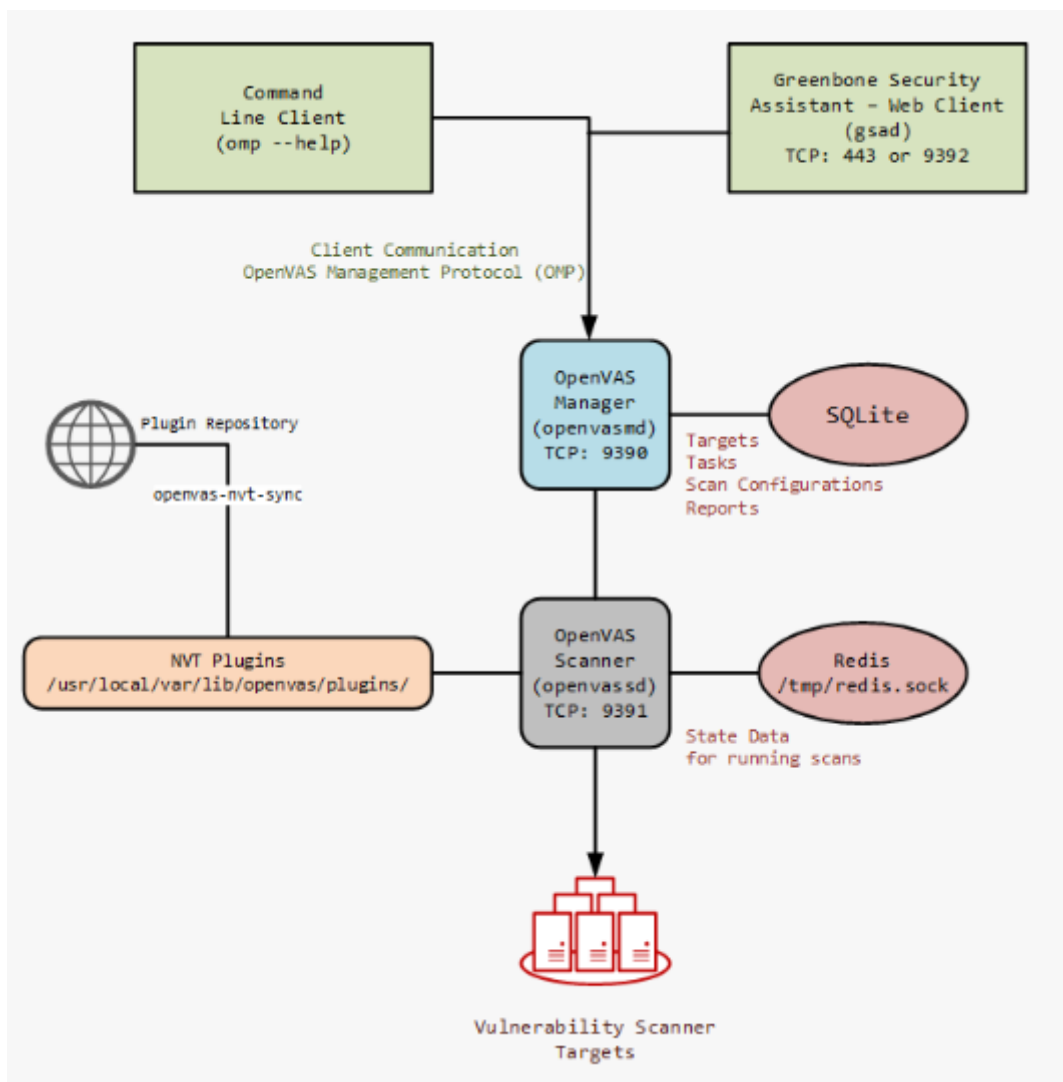 Command
Line Client
(omp --help)
Greenbone Security
Assistant – Web Client
(gsad)
TCP: 443 or 9392
Client Communication
OpenVAS Management Protocol (OMP)
OpenVAS
Manager
(openvasmd)
TCP: 9390
SQLite
Targets
Tasks
Scan Configurations
Reports
Plugin Repository
openvas-nvt-sync
NVT Plugins
/usr/local/var/lib/openvas/plugins/
OpenVAS
Scanner
(openvassd)
TCP: 9391
Redis
/tmp/redis.sock
State Data
for running scans
Vulnerability Scanner
Targets